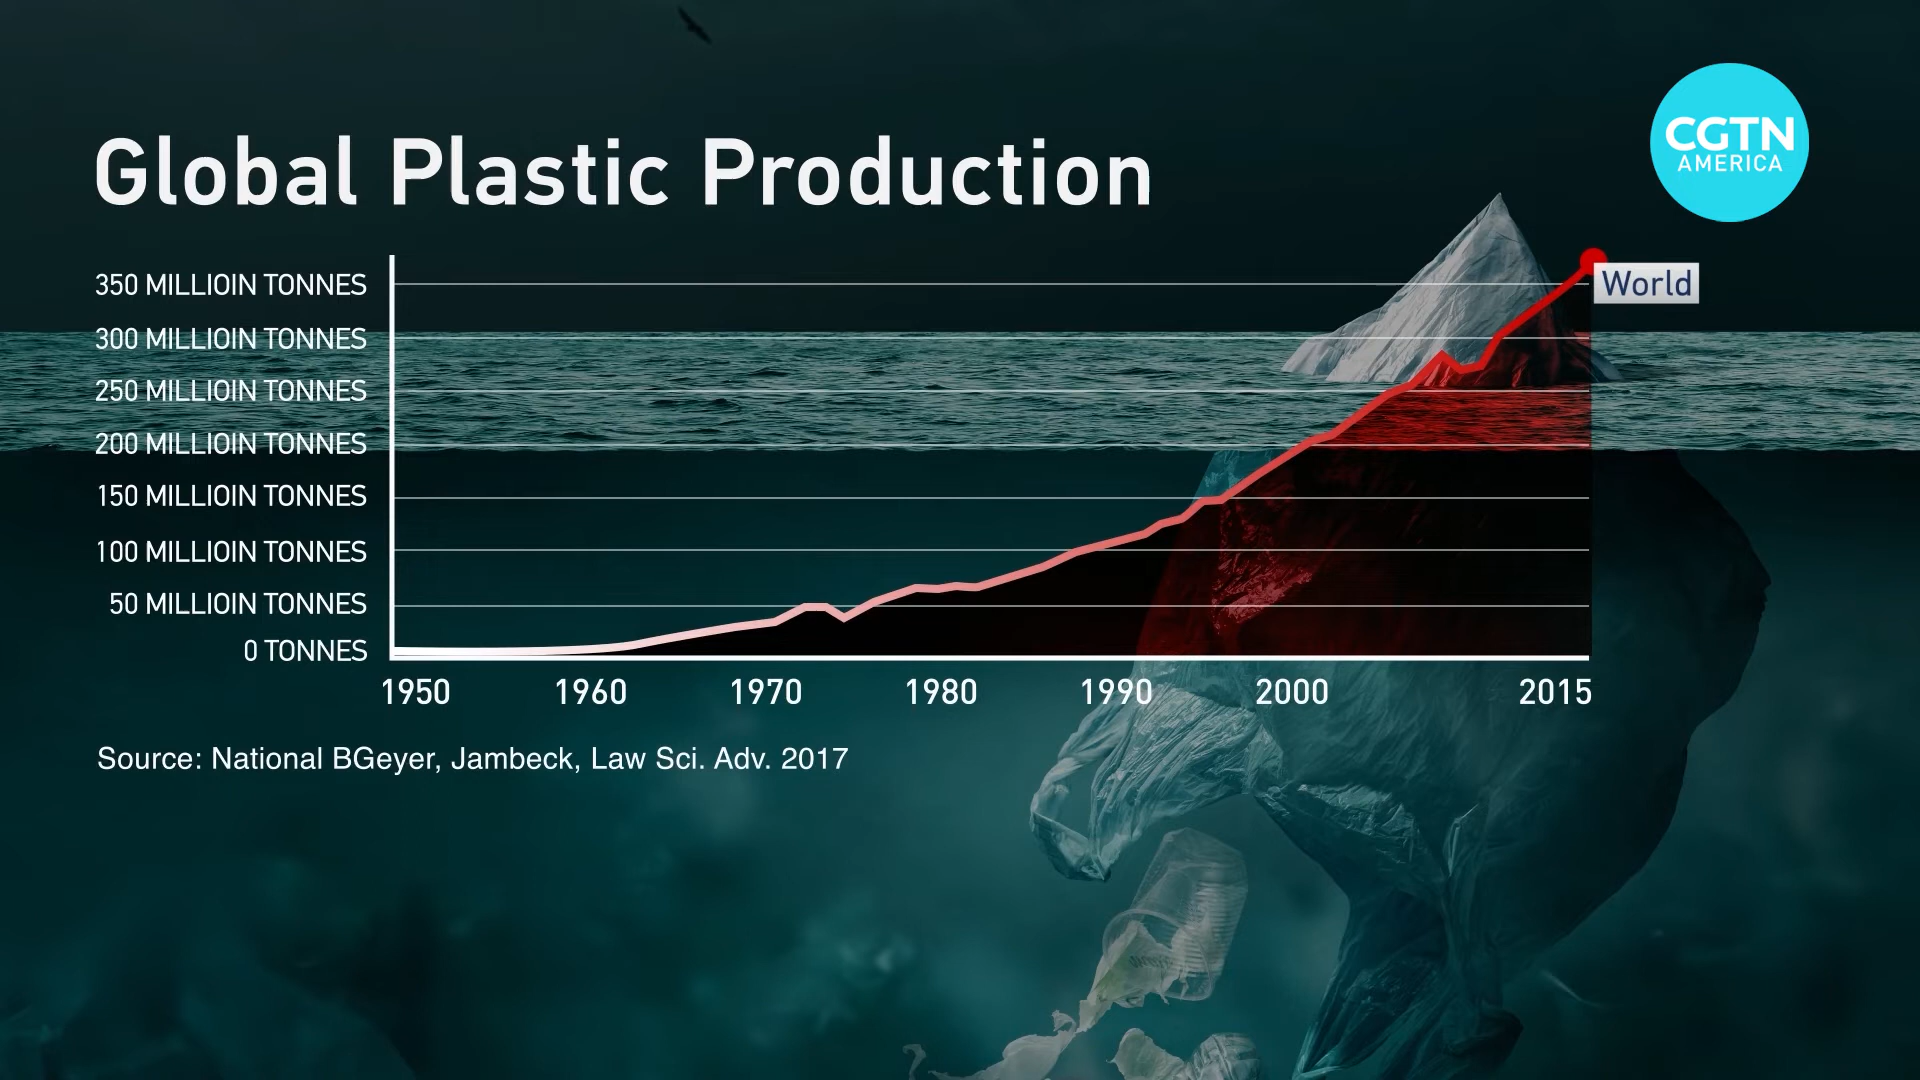 CGTN
AMERICA
Global Plastic Production
350 MILLIOIN TONNES
300 MILLIOIN TONNES
250 MILLIOIN TONNES
200 MILLIOIN TONNES
150 MILLIOIN TONNES
100 MILLIOIN TONNES
50 MILLIOIN TONNES
0 TONNES
World
1950 1960 1970 1980 1990 2000 2015
Source: National BGeyer, Jambeck, Law Sci. Adv. 2017